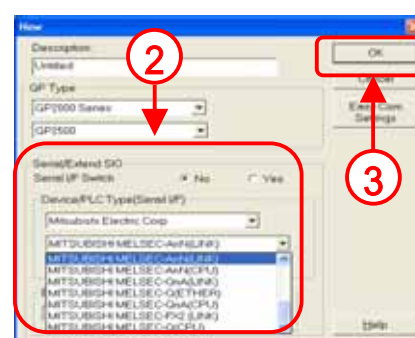 New
Description
Untitled
OK
Cancel
GP Type
GP2000 Series
GP2500
Easy Com.
Settings
2
3
Serial/Extend SIO
Serial I/F Switch
No
Yes
Device/PLC Type(Serial I/F)
Mitsubishi Electric Corp.
MITSUBISHI MELSEC-AnN(LINK)
MITSUBISHI MELSEC-AnN(LINK)
MITSUBISHI MELSEC-AnN(CPU)
MITSUBISHI MELSEC-QnA(LINK)
MITSUBISHI MELSEC-Q(ETHER)
MITSUBISHI MELSEC-QnA(CPU)
MITSUBISHI MELSEC-FX2 (LINK)
MITSUBISHI MELSEC-Q(CPU)
Help